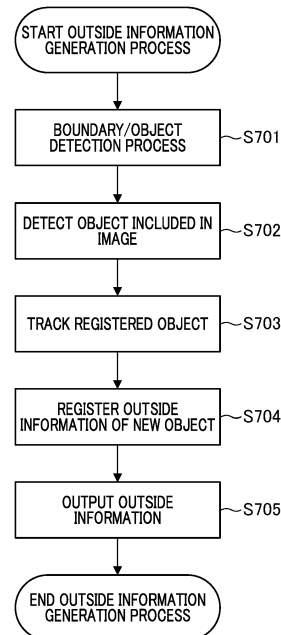 START OUTSIDE INFORMATION
GENERATION PROCESS
BOUNDARY/OBJECT
DETECTION PROCESS
S701
DETECT OBJECT INCLUDED IN
IMAGE
S702
TRACK REGISTERED OBJECT
S703
REGISTER OUTSIDE
INFORMATION OF NEW OBJECT
S704
OUTPUT OUTSIDE
INFORMATION
S705
END OUTSIDE INFORMATION
GENERATION PROCESS